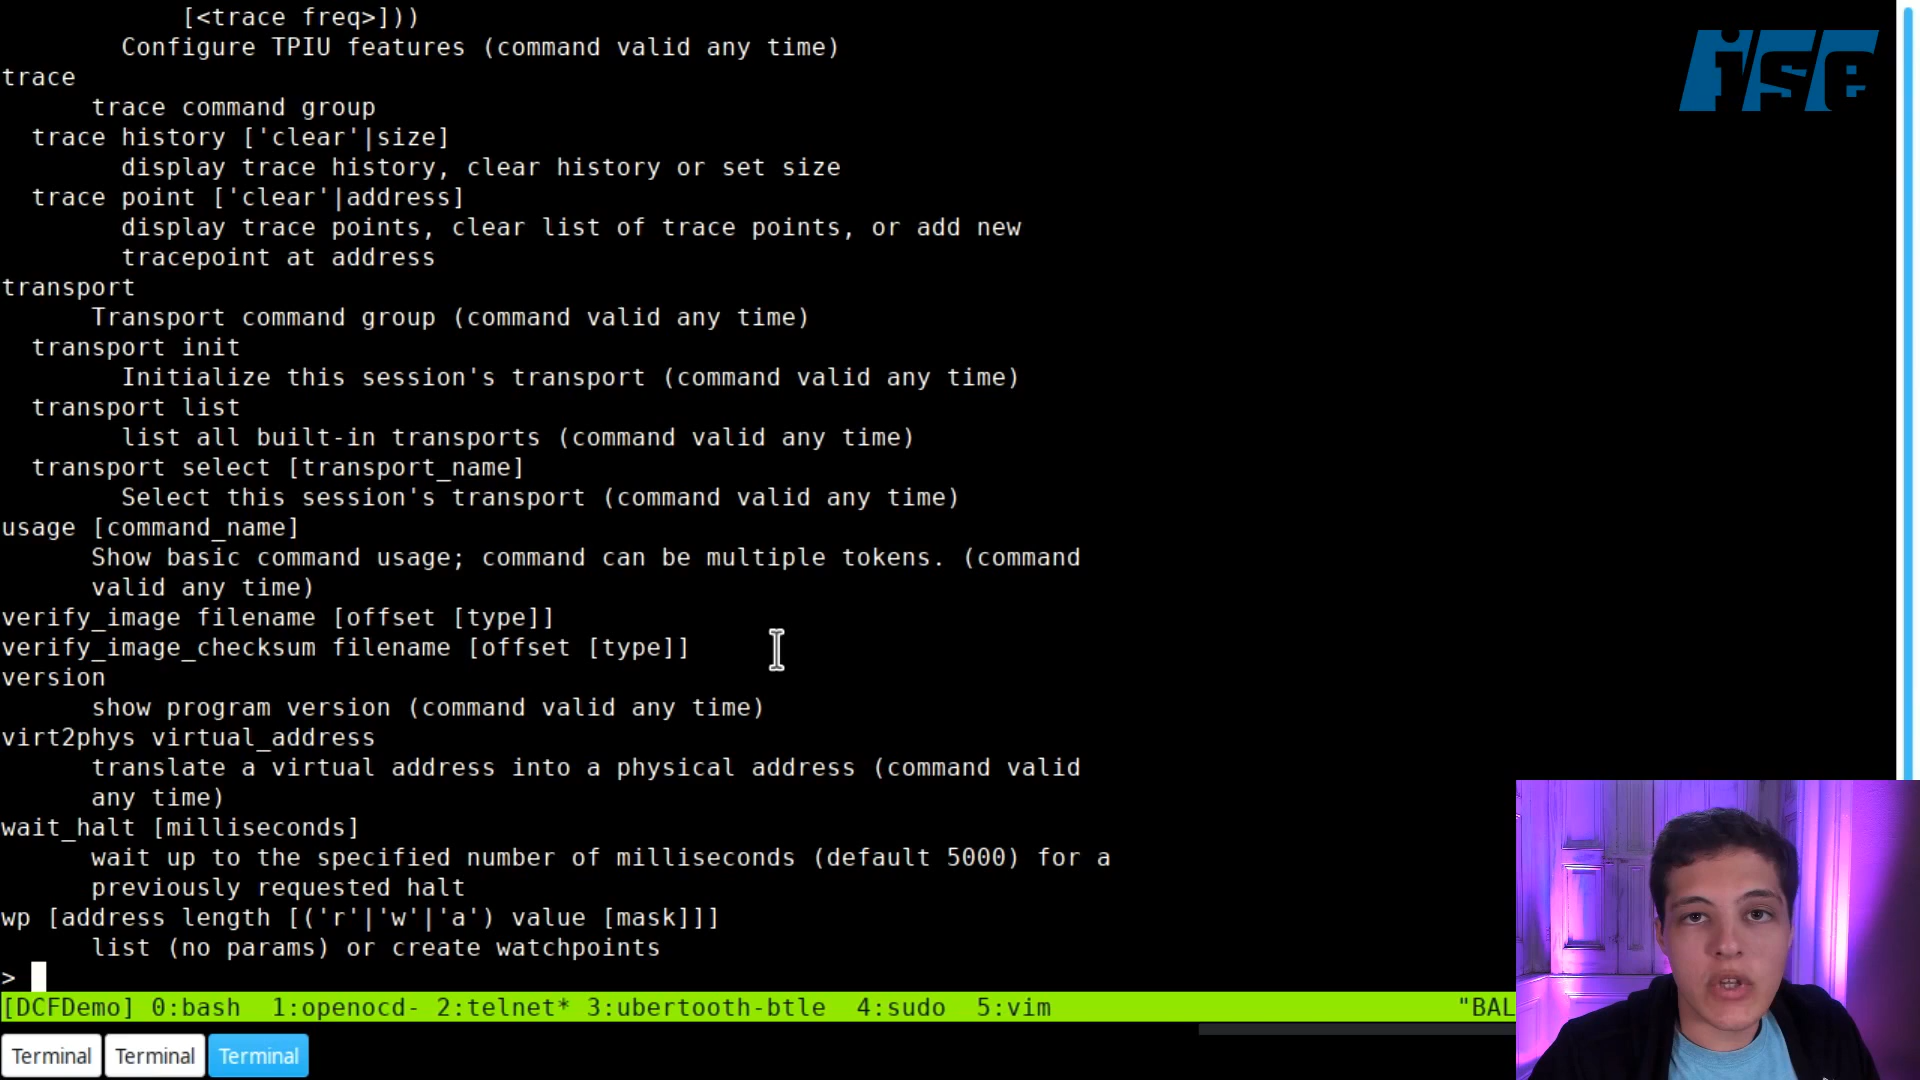 [<trace freq>]))
Configure TPIU features (command valid any time)
trace
trace command group
trace history ['clear'|size]
display trace history, clear history or set size
trace point ['clear'|address]
display trace points, clear list of trace points, or add new
tracepoint at address
transport
Transport command group (command valid any time)
transport init
Initialize this session's transport (command valid any time)
transport list
list all built-in transports (command valid any time)
transport select [transport_name]
Select this session's transport (command valid any time)
usage [command_name]
Show basic command usage; command can be multiple tokens. (command
valid any time)
verify_image filename [offset [type]]
verify_image_checksum filename [offset [type]]
version
show program version (command valid any time)
virt2phys virtual_address
translate a virtual address into a physical address (command valid
any time)
wait_halt [milliseconds]
wait up to the specified number of milliseconds (default 5000) for a
previously requested halt
wp [address length [('r'|'w'|'a') value [mask]]]
list (no params) or create watchpoints
>
[DCFDemo] 0:bash  1:openocd- 2:telnet* 3:ubertooth-btle  4:sudo  5:vim "BAL
Terminal Terminal Terminal
ise